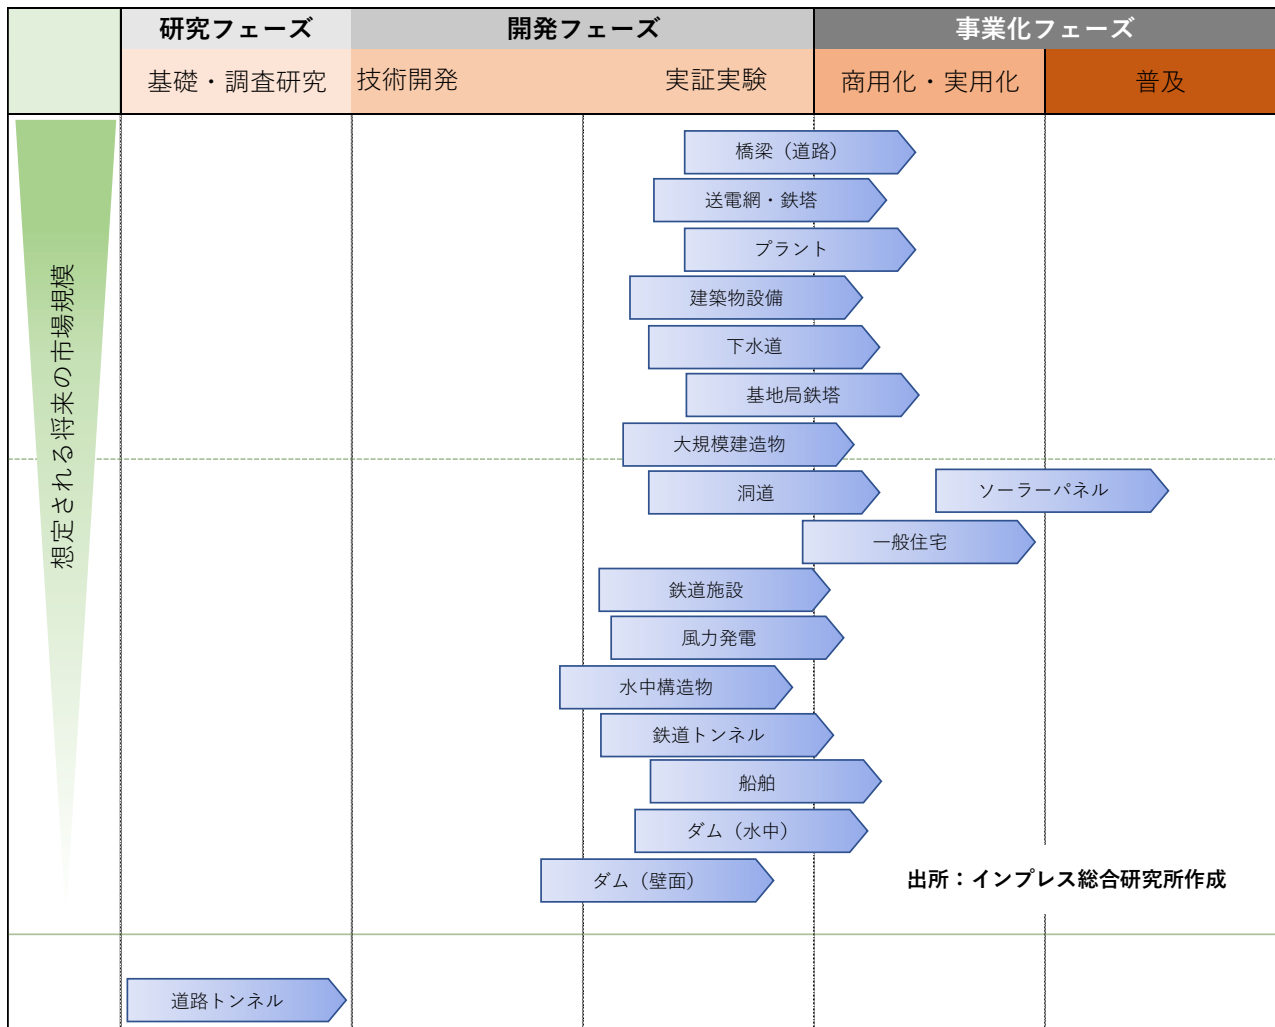 研究フェーズ
開発フェーズ
事業化フェーズ
基礎・調査研究
技術開発
実証実験
商用化・実用化
普及
想定される将来の市場規模
橋梁（道路）
送電網・鉄塔
プラント
建築物設備
下水道
基地局鉄塔
大規模建造物
洞道
ソーラーパネル
一般住宅
鉄道施設
風力発電
水中構造物
鉄道トンネル
船舶
ダム（水中）
ダム（壁面）
出所：インプレス総合研究所作成
道路トンネル